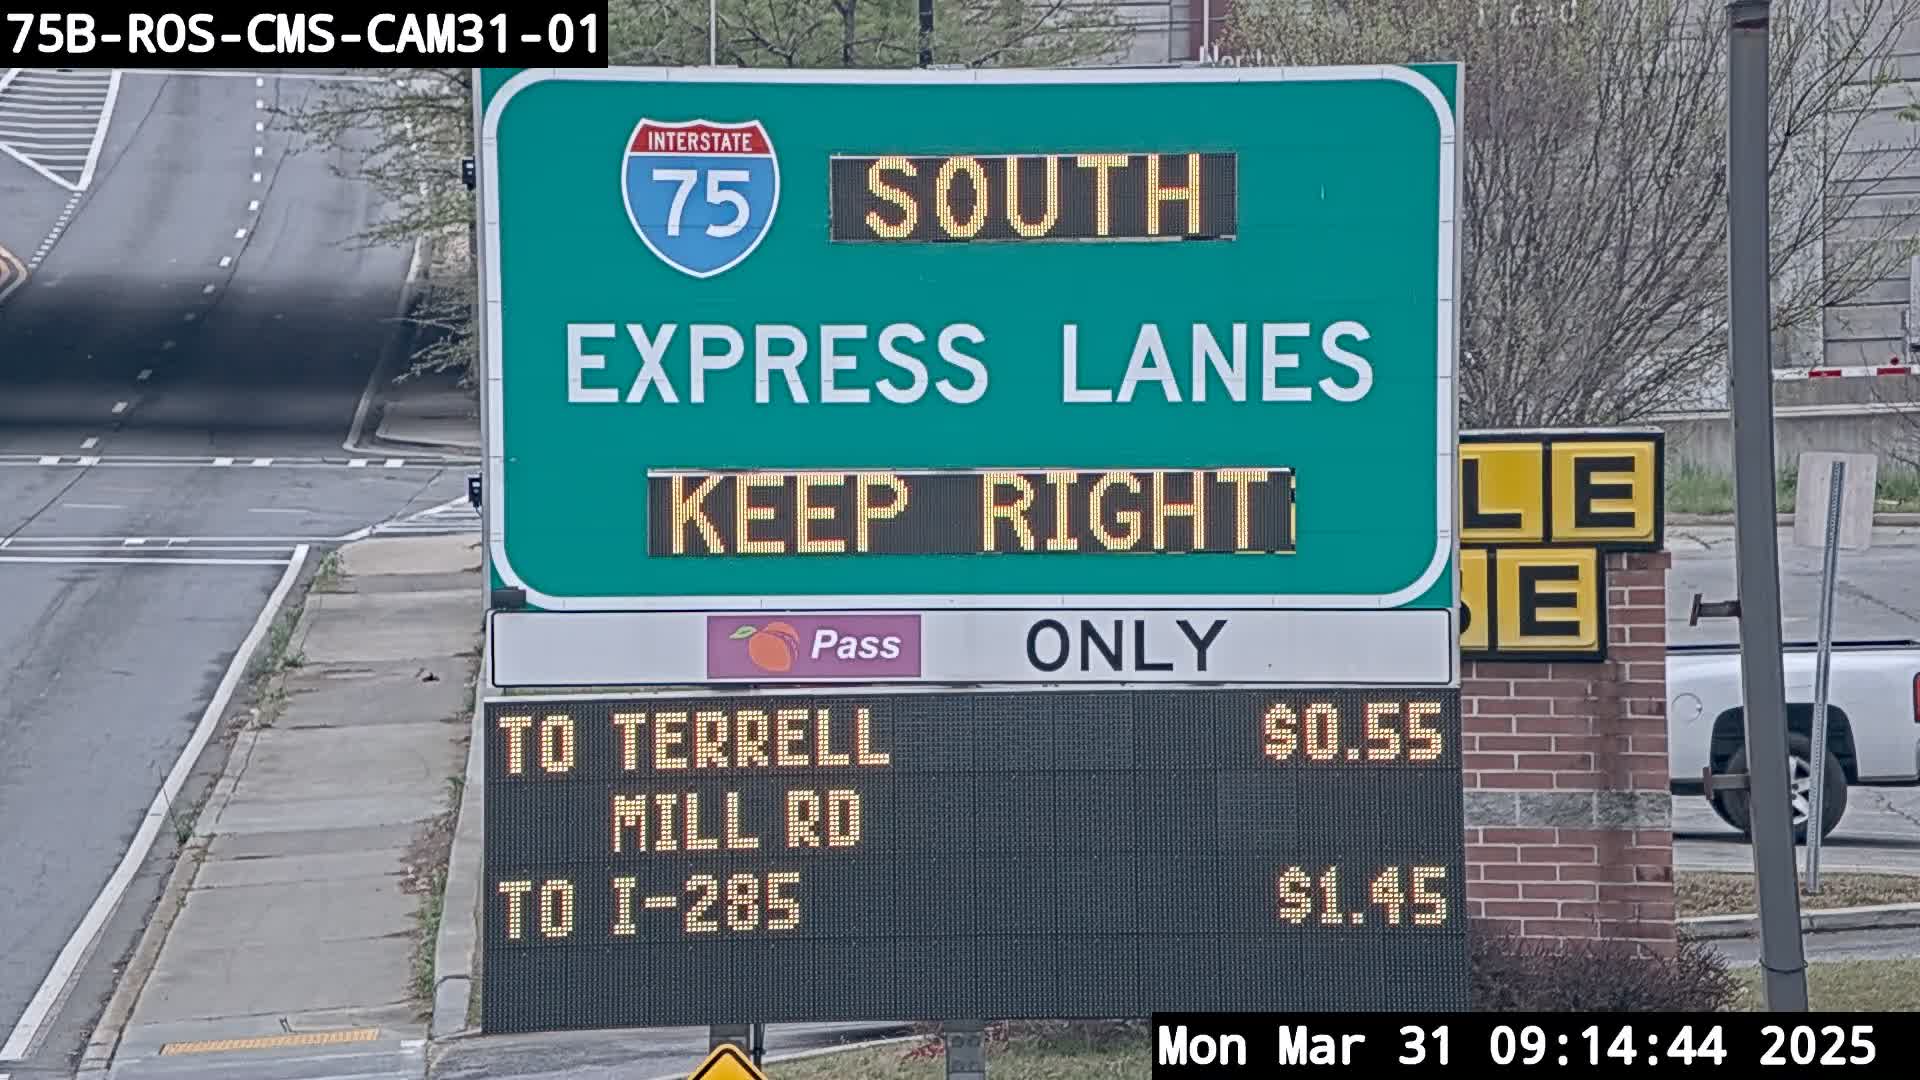 75B-ROS-CMS-CAM31-01
INTERSTATE
75
SOUTH
EXPRESS LANES
KEEP RIGHT
LE
E
Pass ONLY
TO TERRELL $0.55
MILL RD
TO I-285 $1.45
Mon Mar 31 09:14:44 2025